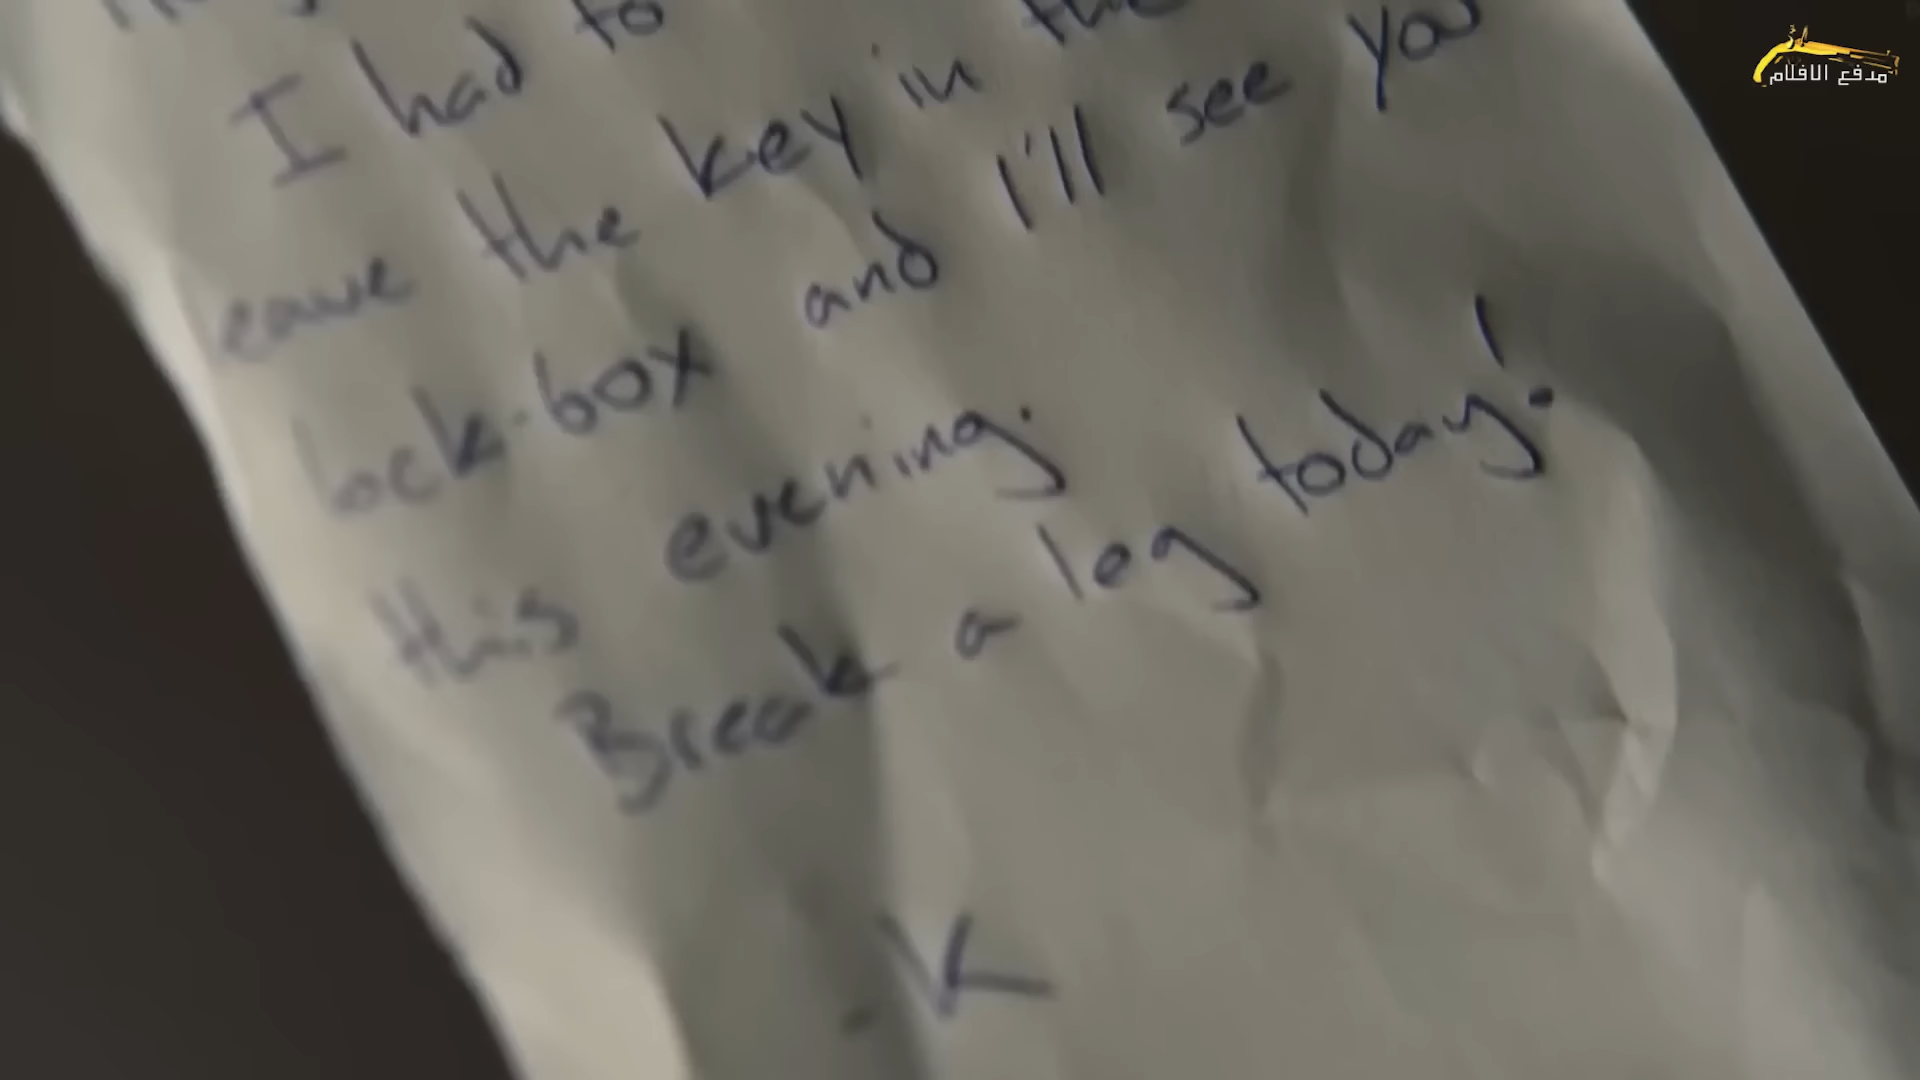 I had to
eave the key in the
lock-box and I'll see you
this evening.
Break a leg today!
-K
مدفع الافلام